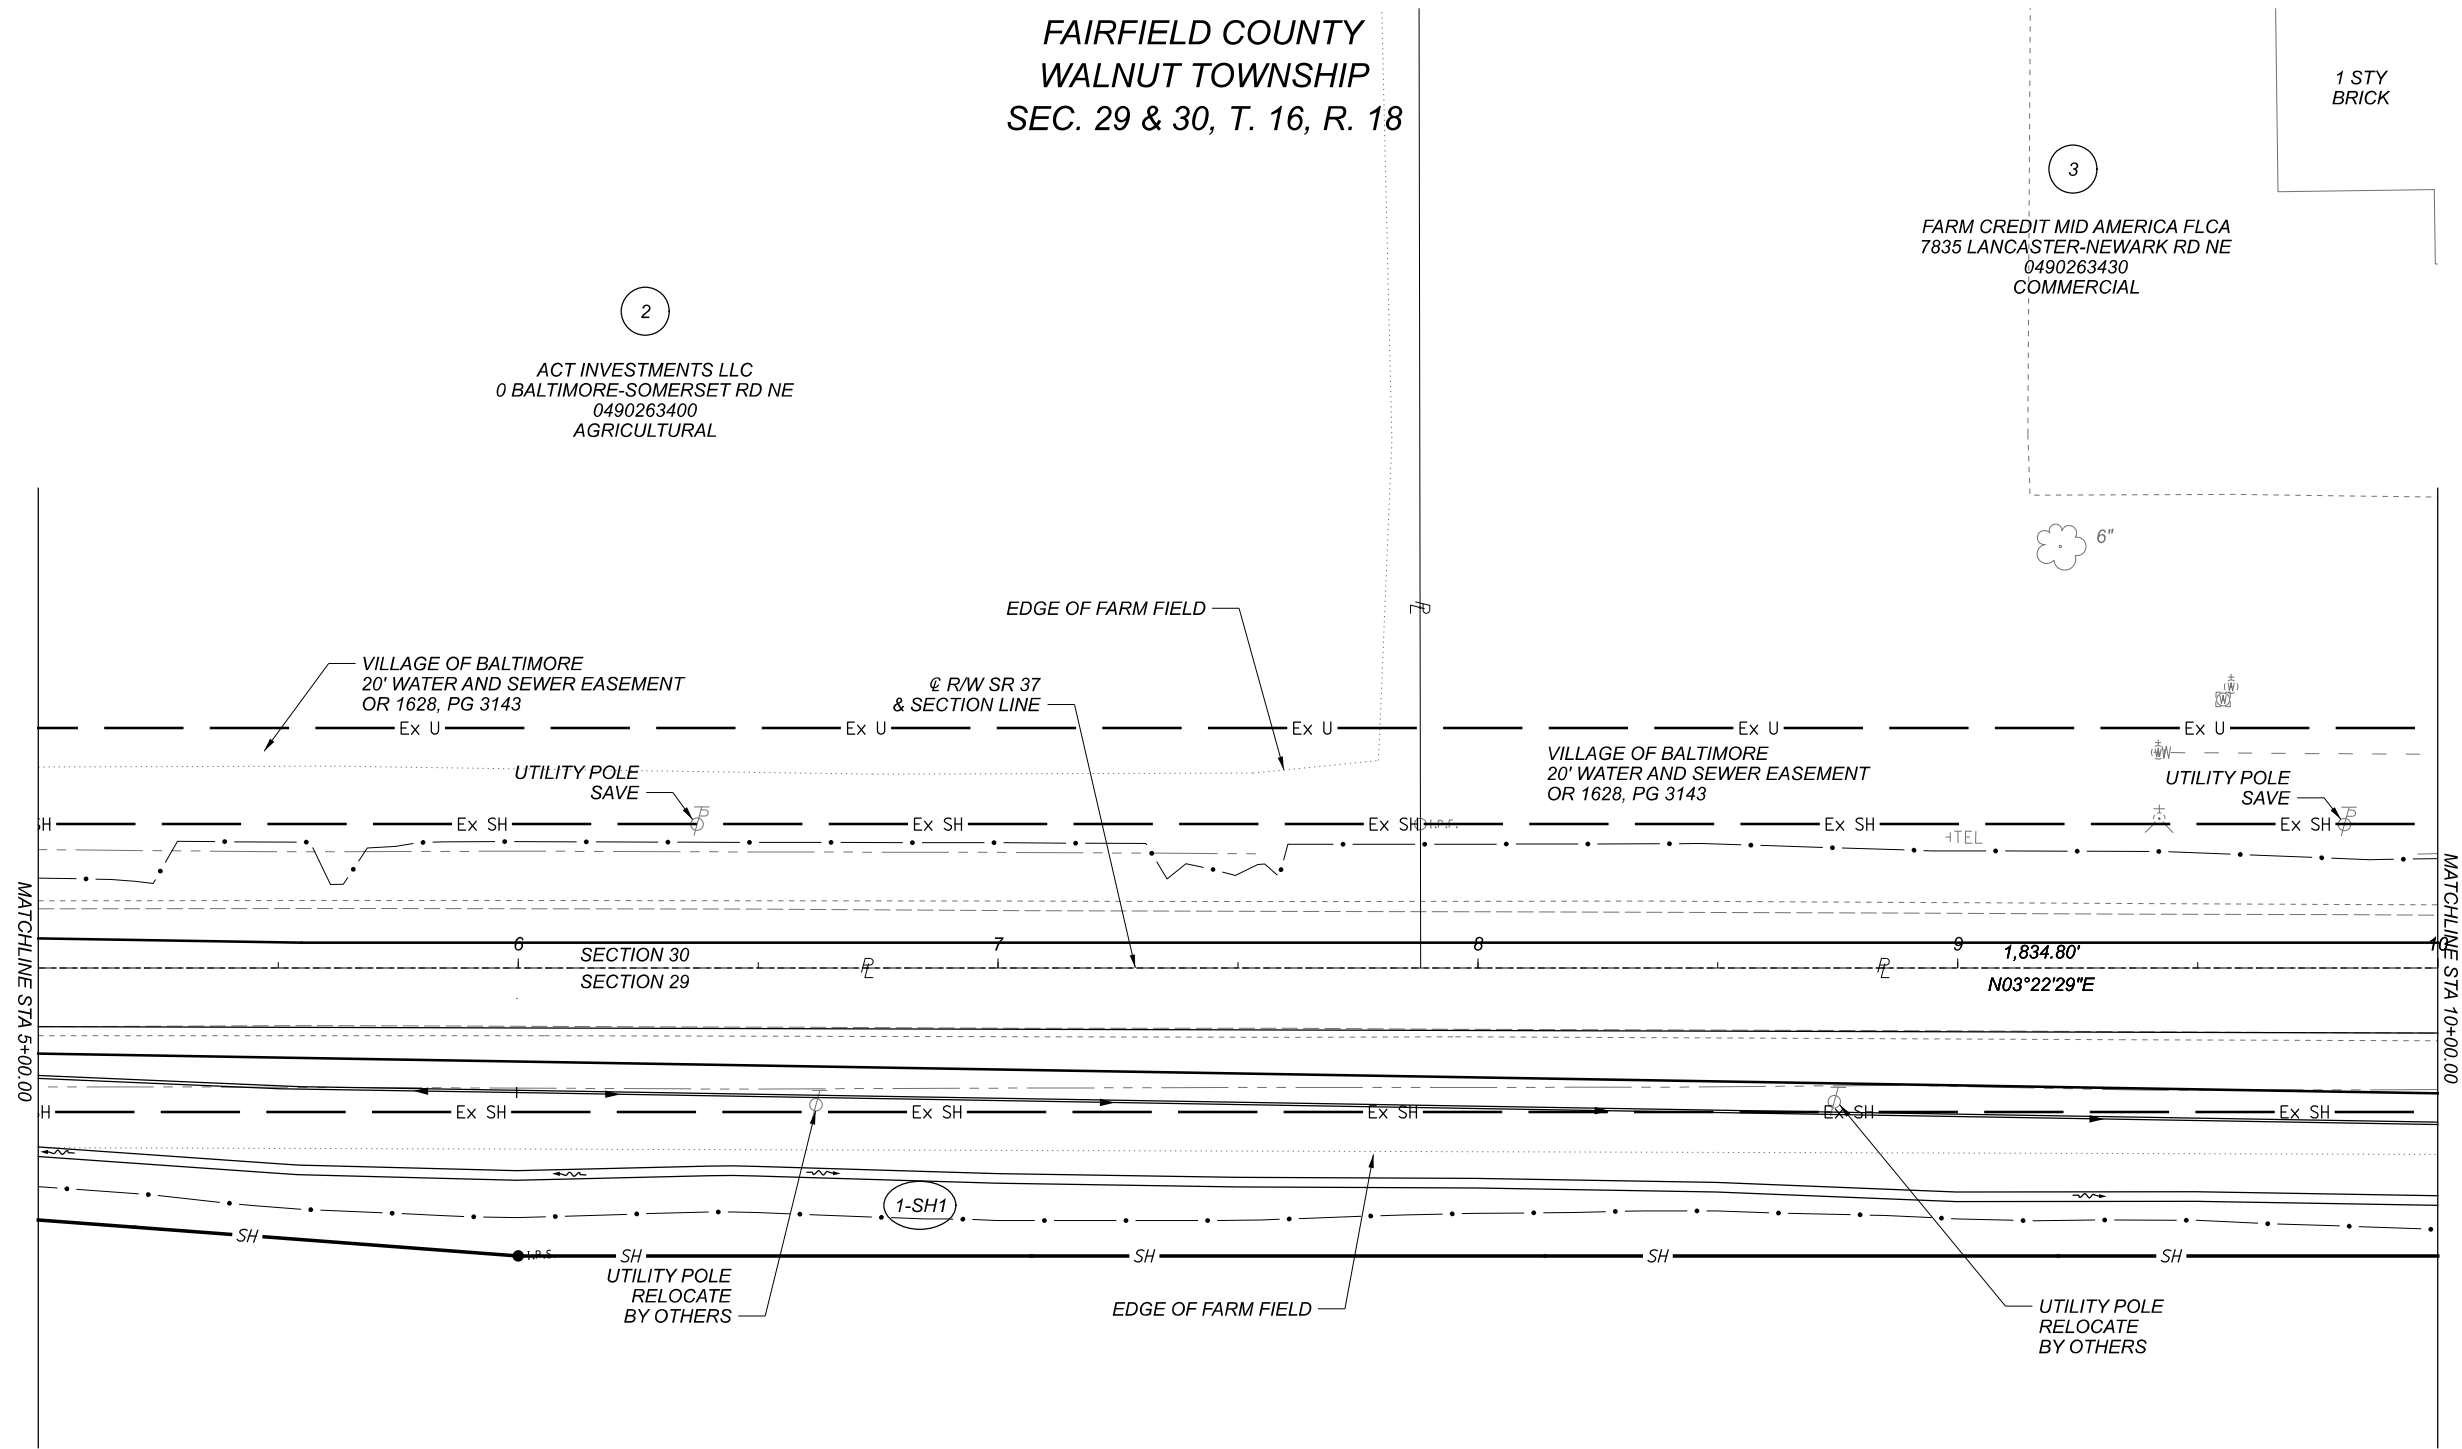 FAIRFIELD COUNTY
WALNUT TOWNSHIP
SEC. 29 & 30, T. 16, R. 18
1 STY
BRICK
3
FARM CREDIT MID AMERICA FLCA
7835 LANCASTER-NEWARK RD NE
0490263430
COMMERCIAL
2
ACT INVESTMENTS LLC
0 BALTIMORE-SOMERSET RD NE
0490263400
AGRICULTURAL
6"
EDGE OF FARM FIELD
PL
VILLAGE OF BALTIMORE
20' WATER AND SEWER EASEMENT
OR 1628, PG 3143
℄ R/W SR 37
& SECTION LINE
Ex U
Ex U
Ex U
Ex U
Ex U
W
W
VILLAGE OF BALTIMORE
20' WATER AND SEWER EASEMENT
OR 1628, PG 3143
W
UTILITY POLE
SAVE
UTILITY POLE
SAVE
SH
Ex SH
Ex SH
Ex SH
I.P.F.
Ex SH
Ex SH
TEL
MATCHLINE STA 5+00.00
MATCHLINE STA 10+00.00
6
7
8
9
10
SECTION 30
1,834.80'
PL
PL
SECTION 29
N03°22'29"E
SH
Ex SH
Ex SH
Ex SH
Ex SH
Ex SH
1-SH1
SH
I.P.S.
SH
SH
SH
SH
UTILITY POLE
RELOCATE
BY OTHERS
EDGE OF FARM FIELD
UTILITY POLE
RELOCATE
BY OTHERS